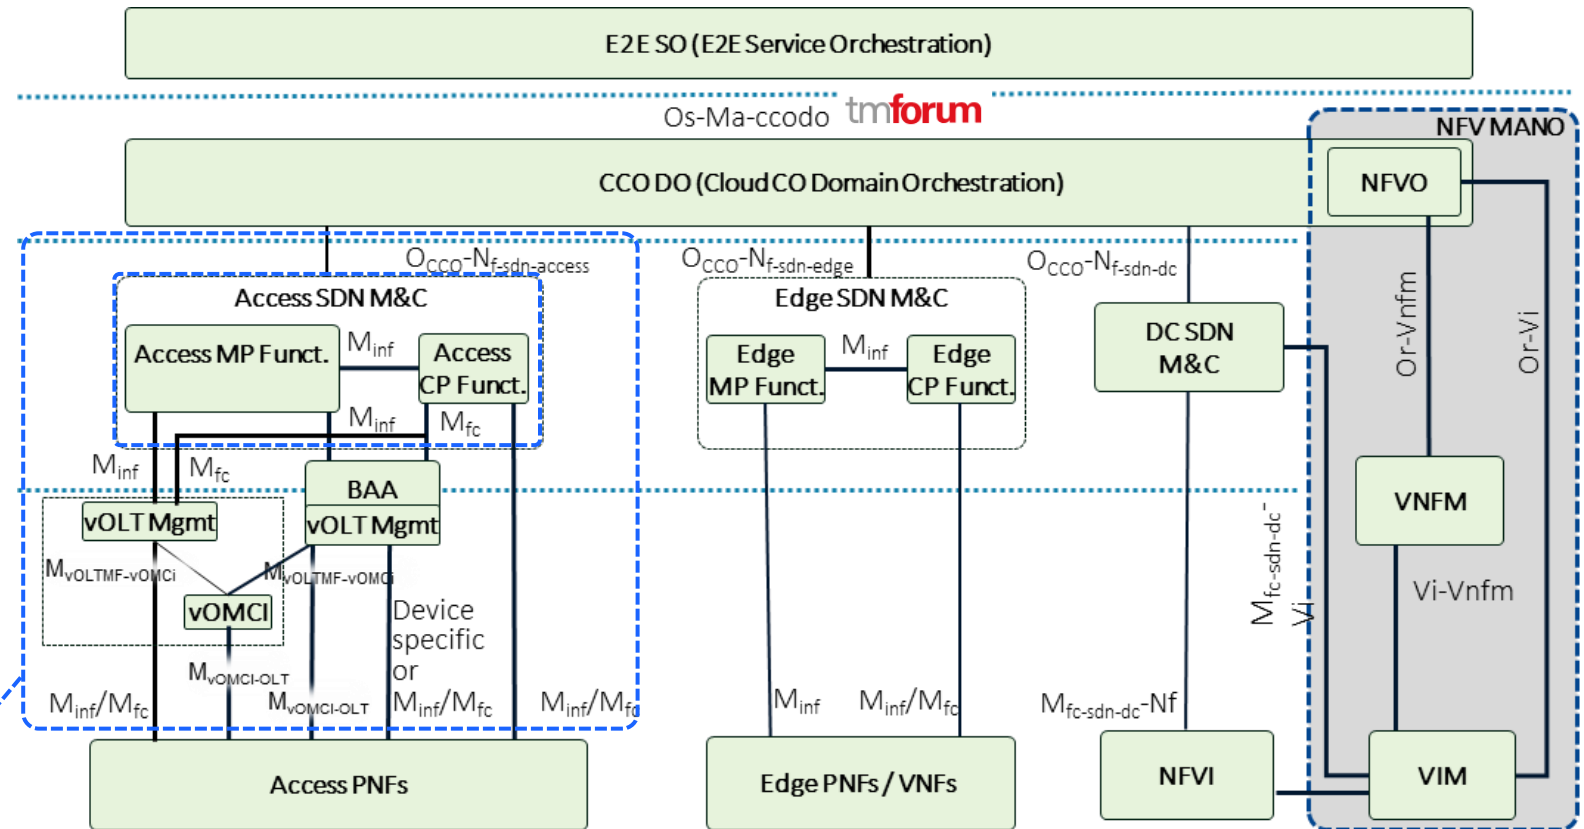 E2E SO (E2E Service Orchestration)
Os-Ma-ccodo tmforum
NFV MANO
CCO DO (Cloud CO Domain Orchestration)
NFVO
OCCO-Nf-sdn-access
OCCO-Nf-sdn-edge
OCCO-Nf-sdn-dc
Access SDN M&C
Edge SDN M&C
Access MP Funct.
Minf
Access
CP Funct.
Edge
MP Funct.
Minf
Edge
CP Funct.
DC SDN
M&C
Or-Vnfm
Or-Vi
Minf
Mfc
Minf
Mfc
BAA
vOLT Mgmt
vOLT Mgmt
VNFM
MvOLTMF-vOMCi
MvOLTMF-vOMCi
vOMCI
Device
specific
or
Minf/Mfc
Mfc-sdn-dc-
Vi
Vi-Vnfm
MvOMCI-OLT
MvOMCI-OLT
Minf/Mfc
Minf/Mfc
Minf
Minf/Mfc
Mfc-sdn-dc-Nf
Access PNFs
Edge PNFs / VNFs
NFVI
VIM